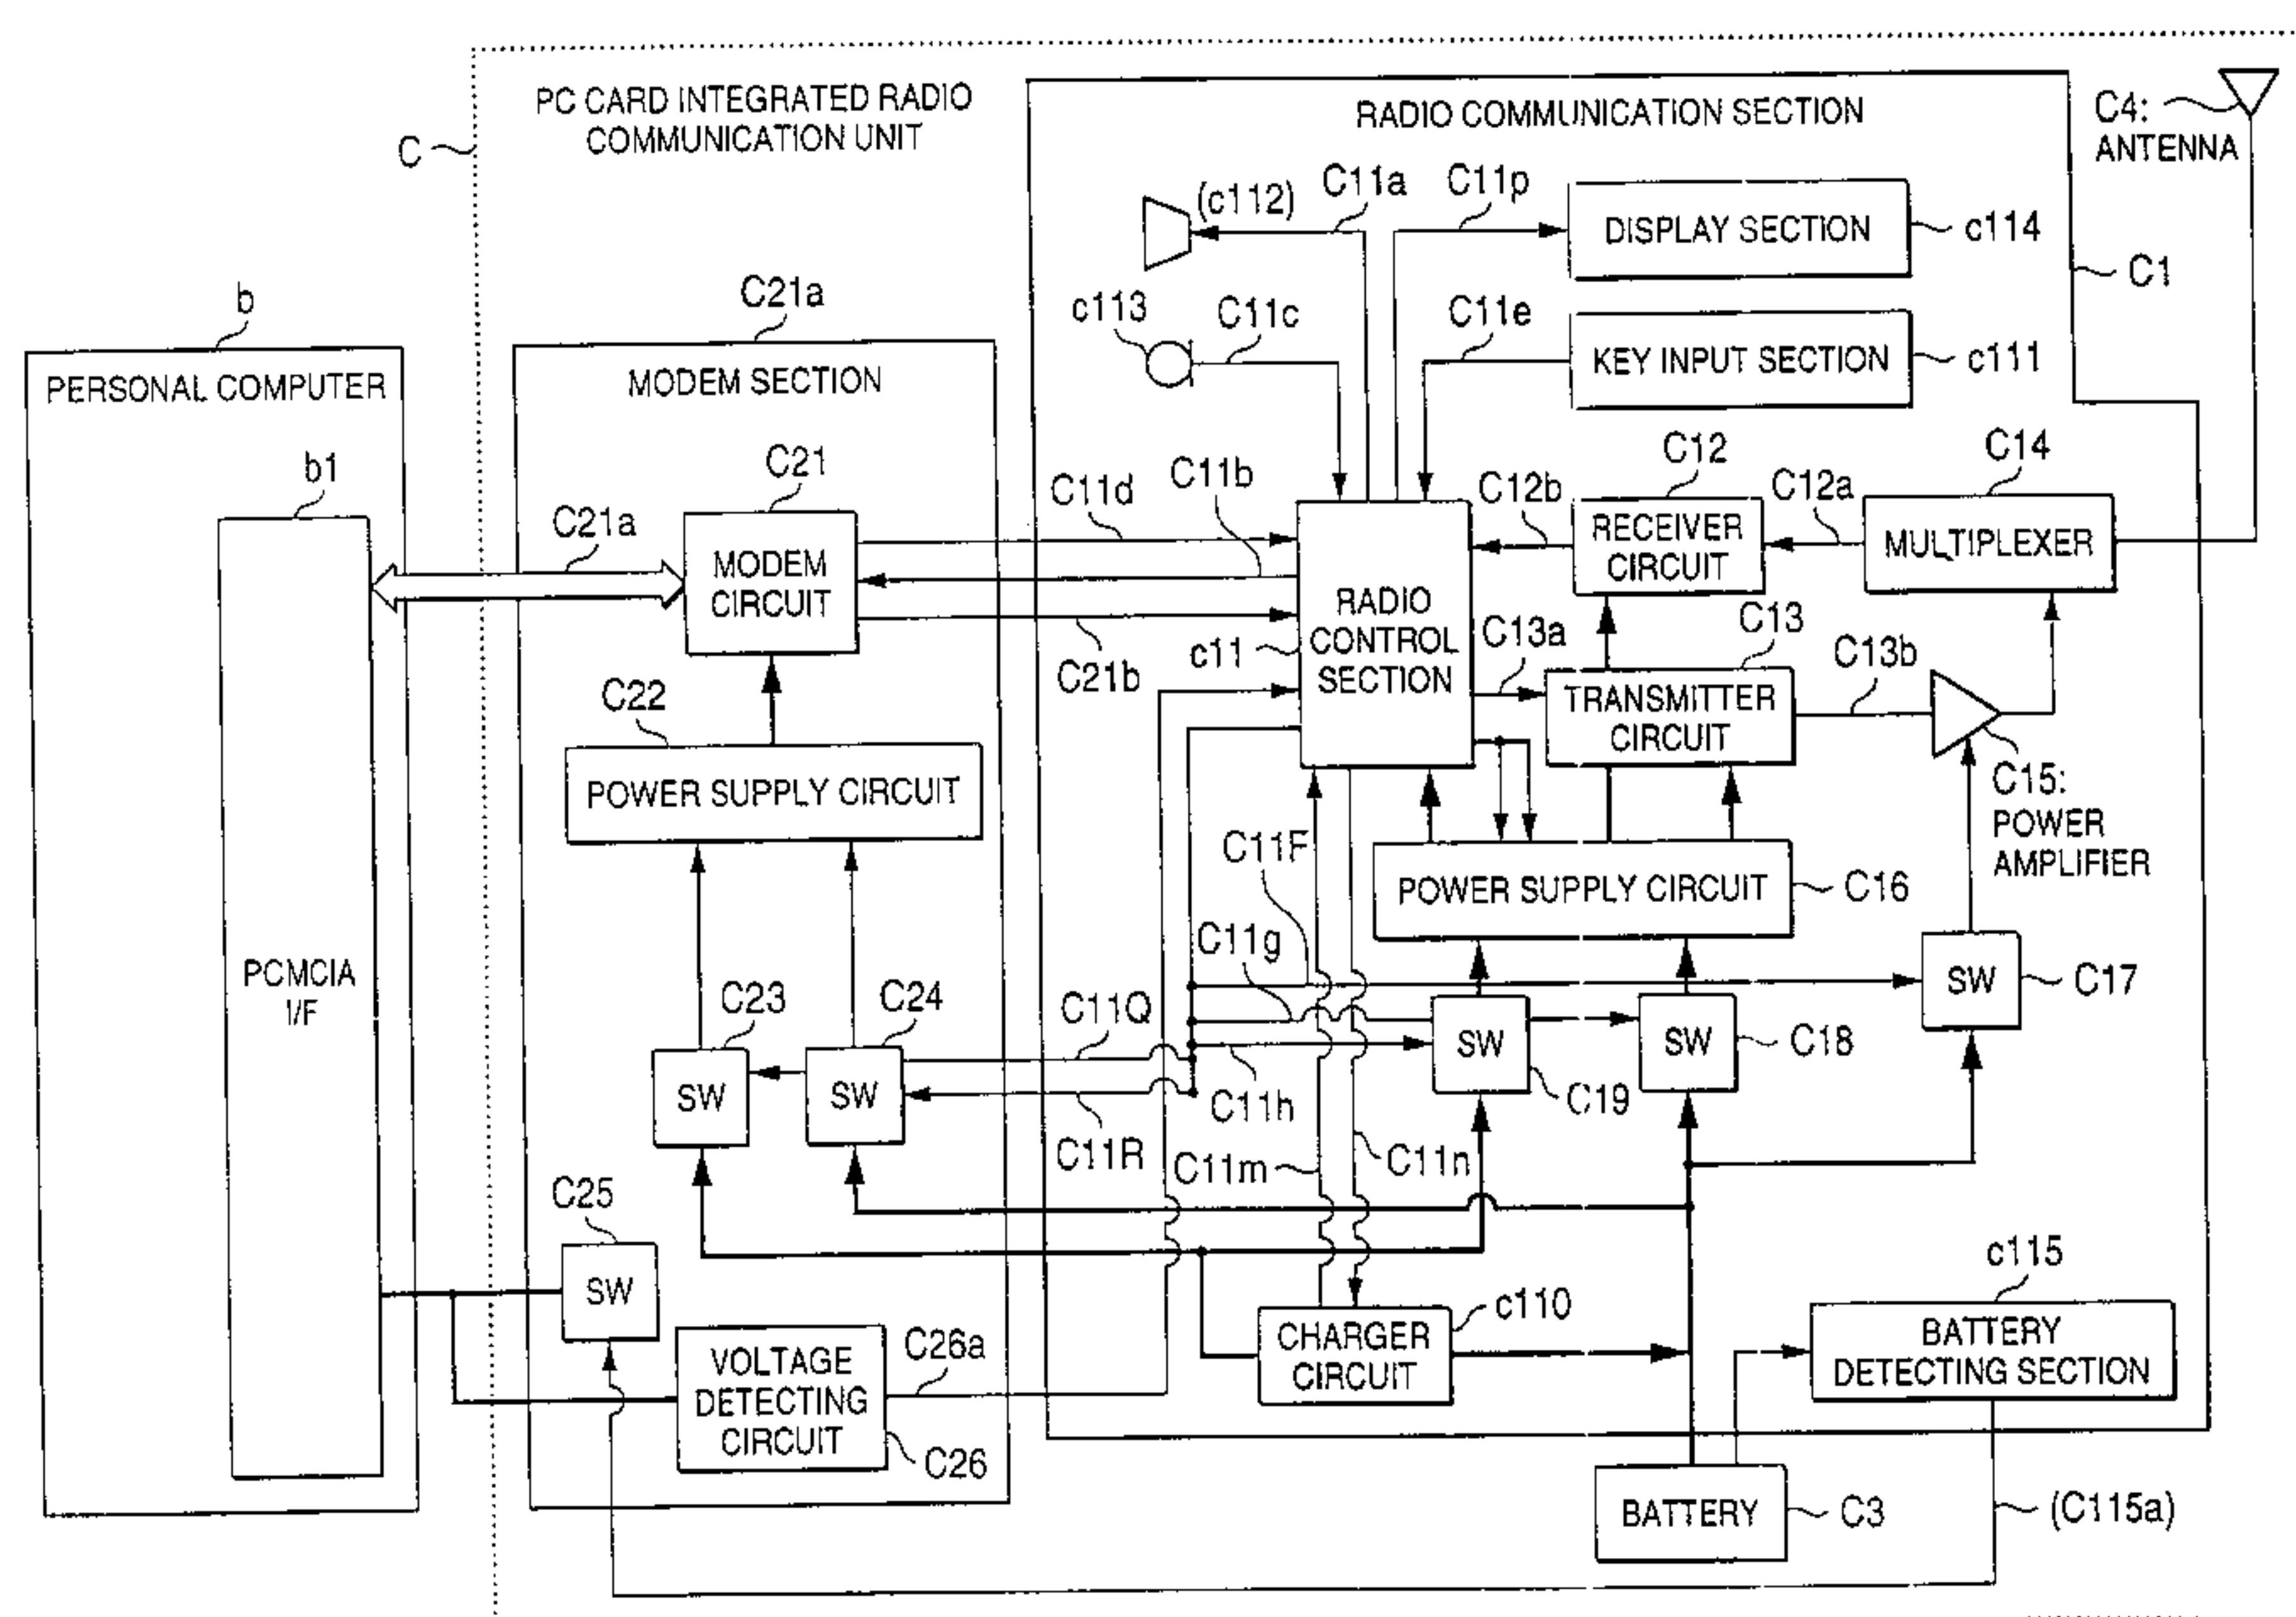 PC CARD INTEGRATED RADIO
COMMUNICATION UNIT
C
RADIO COMMUNICATION SECTION
C4:
ANTENNA
(c112)
C11a
C11p
DISPLAY SECTION
c114
C1
c113
C11c
C11e
KEY INPUT SECTION
c111
b
PERSONAL COMPUTER
C21a
MODEM SECTION
b1
C21a
C21
MODEM
CIRCUIT
C11d
C11b
C21b
C12b
C12
RECEIVER
CIRCUIT
C12a
C14
MULTIPLEXER
c11
RADIO
CONTROL
SECTION
C13a
C13
TRANSMITTER
CIRCUIT
C13b
C15:
POWER
AMPLIFIER
C22
POWER SUPPLY CIRCUIT
C11F
POWER SUPPLY CIRCUIT
C16
C11g
PCMCIA
I/F
C23
SW
C24
SW
C11Q
C11R
C11h
SW
C19
SW
C18
SW
C17
C11m
C11n
C25
SW
c115
BATTERY
DETECTING SECTION
c110
CHARGER
CIRCUIT
VOLTAGE
DETECTING
CIRCUIT
C26a
C26
BATTERY
C3
(C115a)